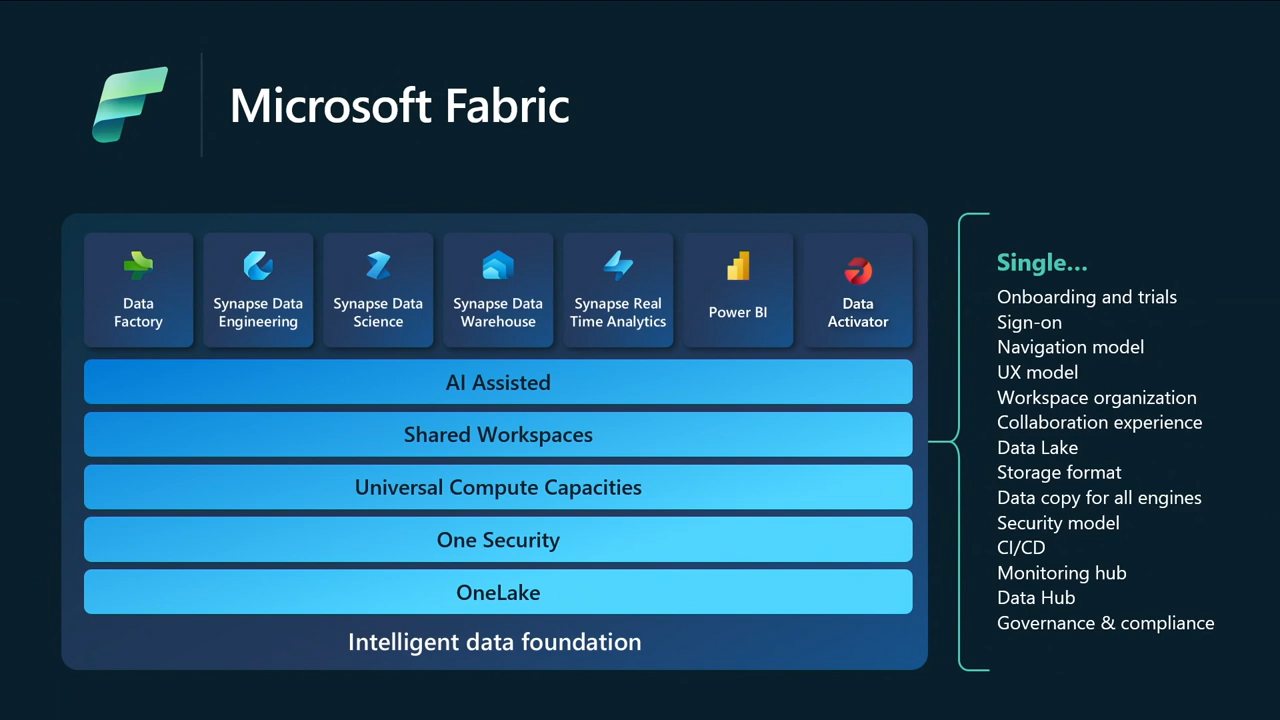 Microsoft Fabric
Data
Factory
Synapse Data
Engineering
Synapse Data
Science
Synapse Data
Warehouse
Synapse Real
Time Analytics
Power BI
Data
Activator
AI Assisted
Shared Workspaces
Universal Compute Capacities
One Security
OneLake
Intelligent data foundation
Single...
Onboarding and trials
Sign-on
Navigation model
UX model
Workspace organization
Collaboration experience
Data Lake
Storage format
Data copy for all engines
Security model
CI/CD
Monitoring hub
Data Hub
Governance & compliance